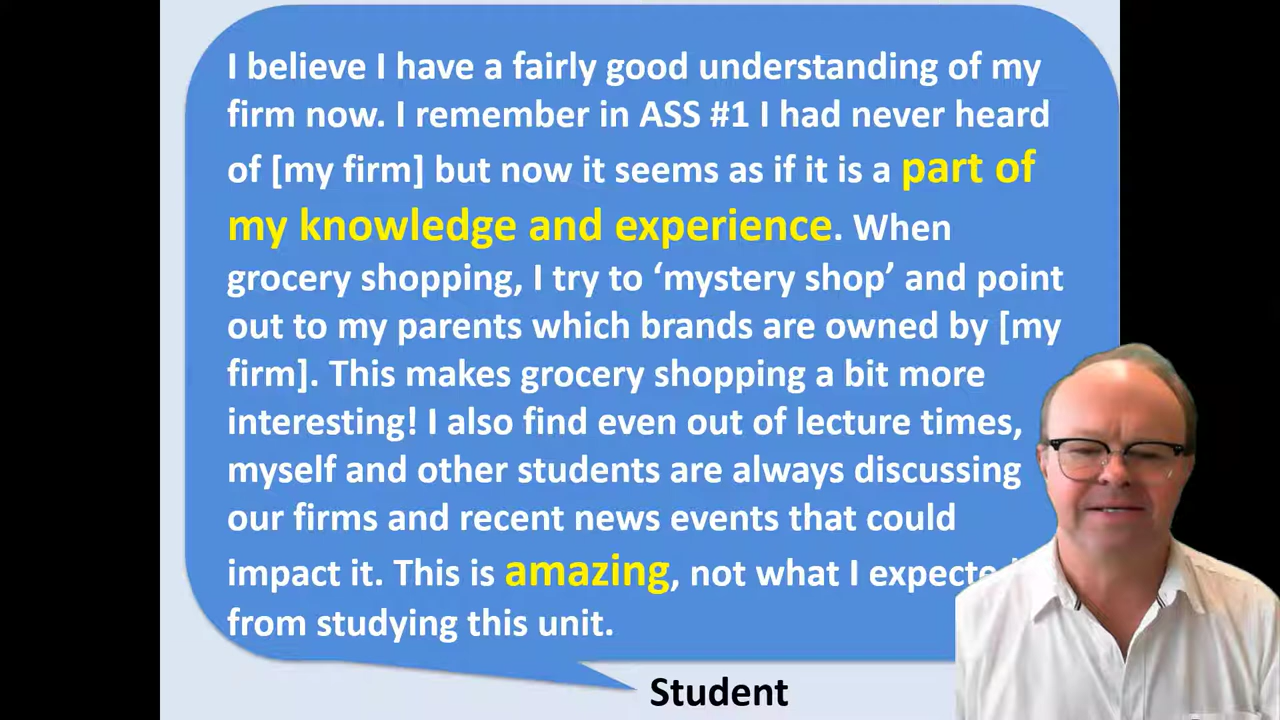 I believe I have a fairly good understanding of my
firm now. I remember in ASS #1 I had never heard
of [my firm] but now it seems as if it is a part of
my knowledge and experience. When
grocery shopping, I try to ‘mystery shop’ and point
out to my parents which brands are owned by [my
firm]. This makes grocery shopping a bit more
interesting! I also find even out of lecture times,
myself and other students are always discussing
our firms and recent news events that could
impact it. This is amazing, not what I expected
from studying this unit.
Student